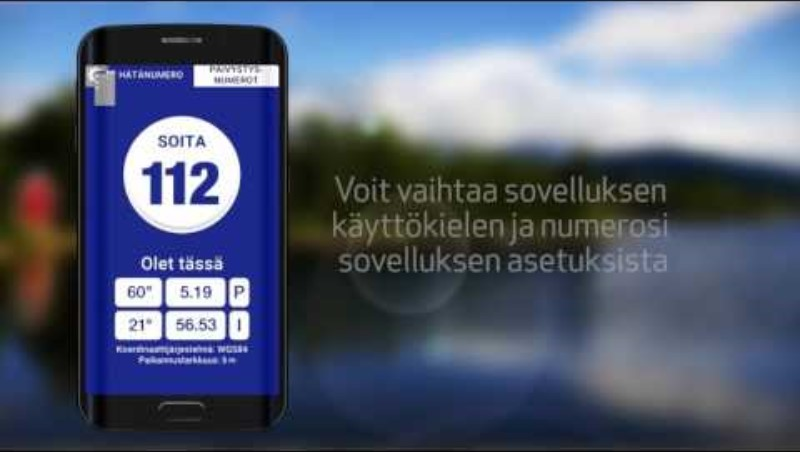 HÄTÄNUMERO
PÄIVYSTYS-
NUMEROT
SOITA
112
Olet tässä
60° 5.19 P
21° 56.53 I
Koordinaattijärjestelmä: WGS84
Paikannustarkkuus: 5 m
Voit vaihtaa sovelluksen
käyttökielen ja numerosi
sovelluksen asetuksista